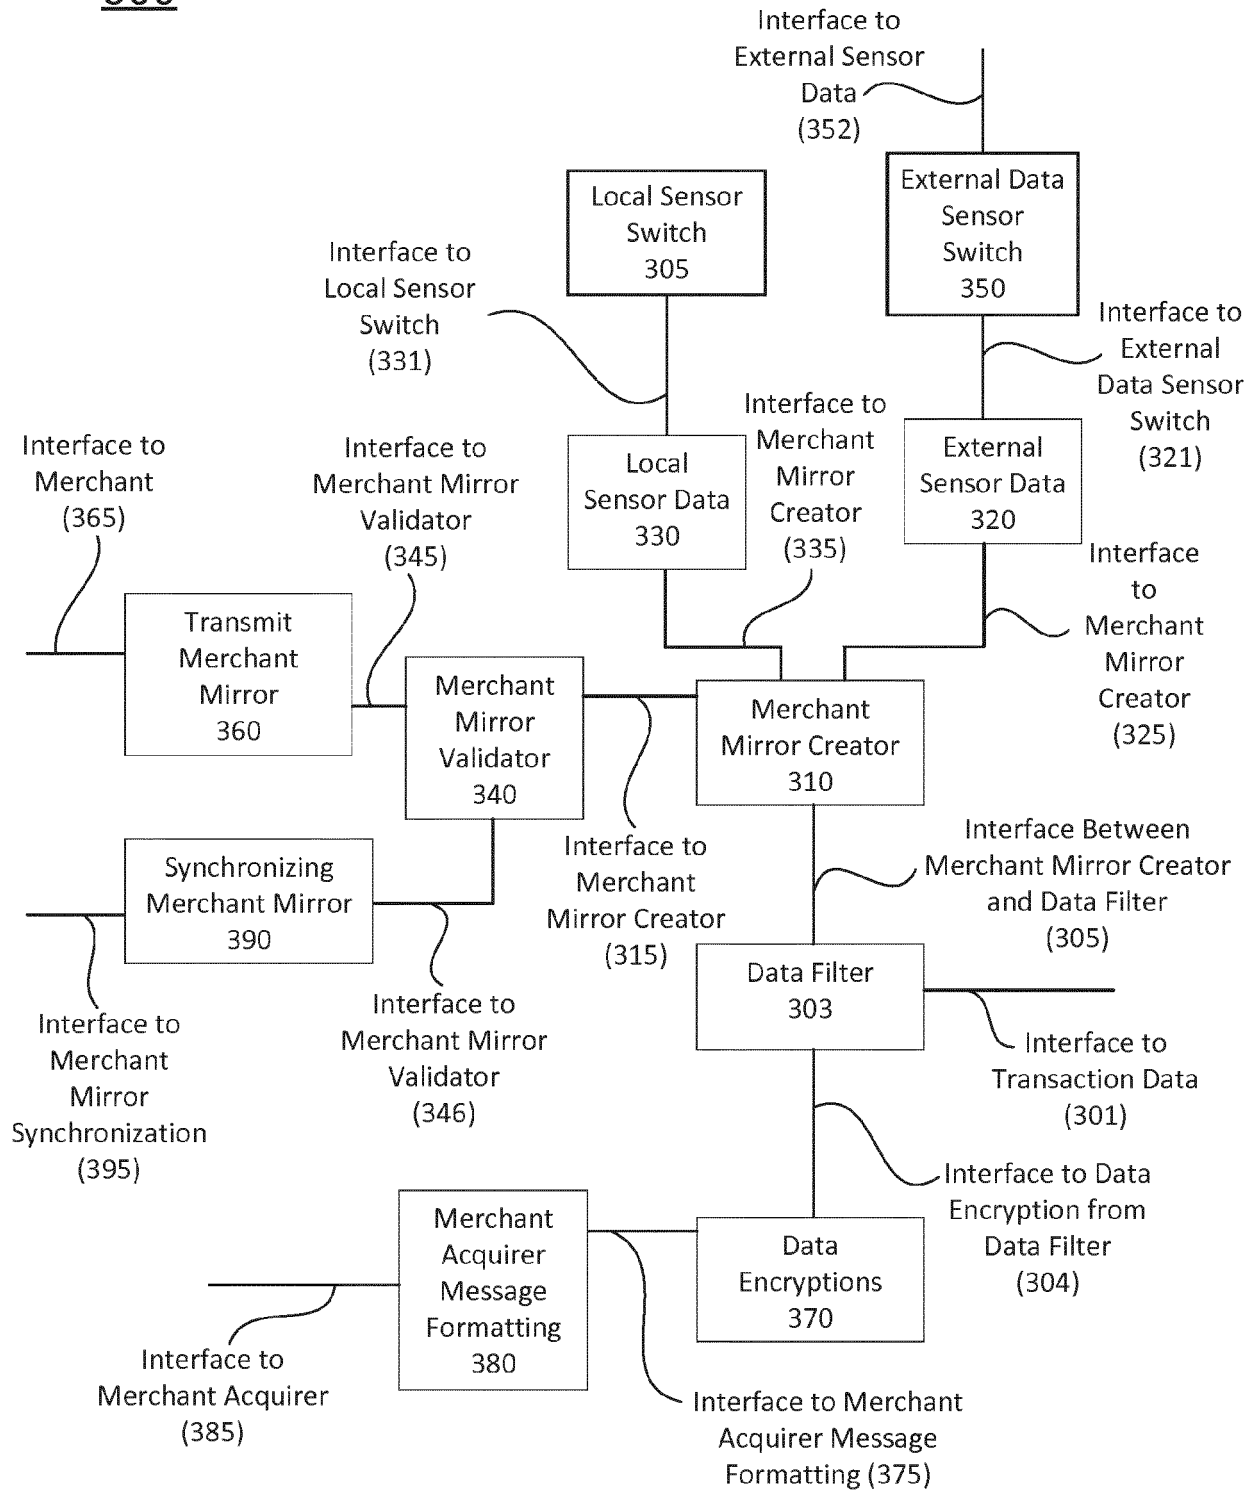 Interface to
External Sensor
Data
(352)
External Data
Sensor
Switch
350
Local Sensor
Switch
305
Interface to
Local Sensor
Switch
(331)
Interface to
External
Data Sensor
Switch
(321)
Interface to
Merchant
Mirror
Creator
(335)
Local
Sensor Data
330
External
Sensor Data
320
Interface to
Merchant
(365)
Interface to
Merchant Mirror
Validator
(345)
Interface
to
Merchant
Mirror
Creator
(325)
Transmit
Merchant
Mirror
360
Merchant
Mirror
Validator
340
Merchant
Mirror Creator
310
Interface to
Merchant
Mirror Creator
(315)
Interface Between
Merchant Mirror Creator
and Data Filter
(305)
Synchronizing
Merchant Mirror
390
Data Filter
303
Interface to
Merchant
Mirror
Synchronization
(395)
Interface to
Merchant Mirror
Validator
(346)
Interface to
Transaction Data
(301)
Interface to Data
Encryption from
Data Filter
(304)
Merchant
Acquirer
Message
Formatting
380
Data
Encryptions
370
Interface to
Merchant Acquirer
(385)
Interface to Merchant
Acquirer Message
Formatting (375)